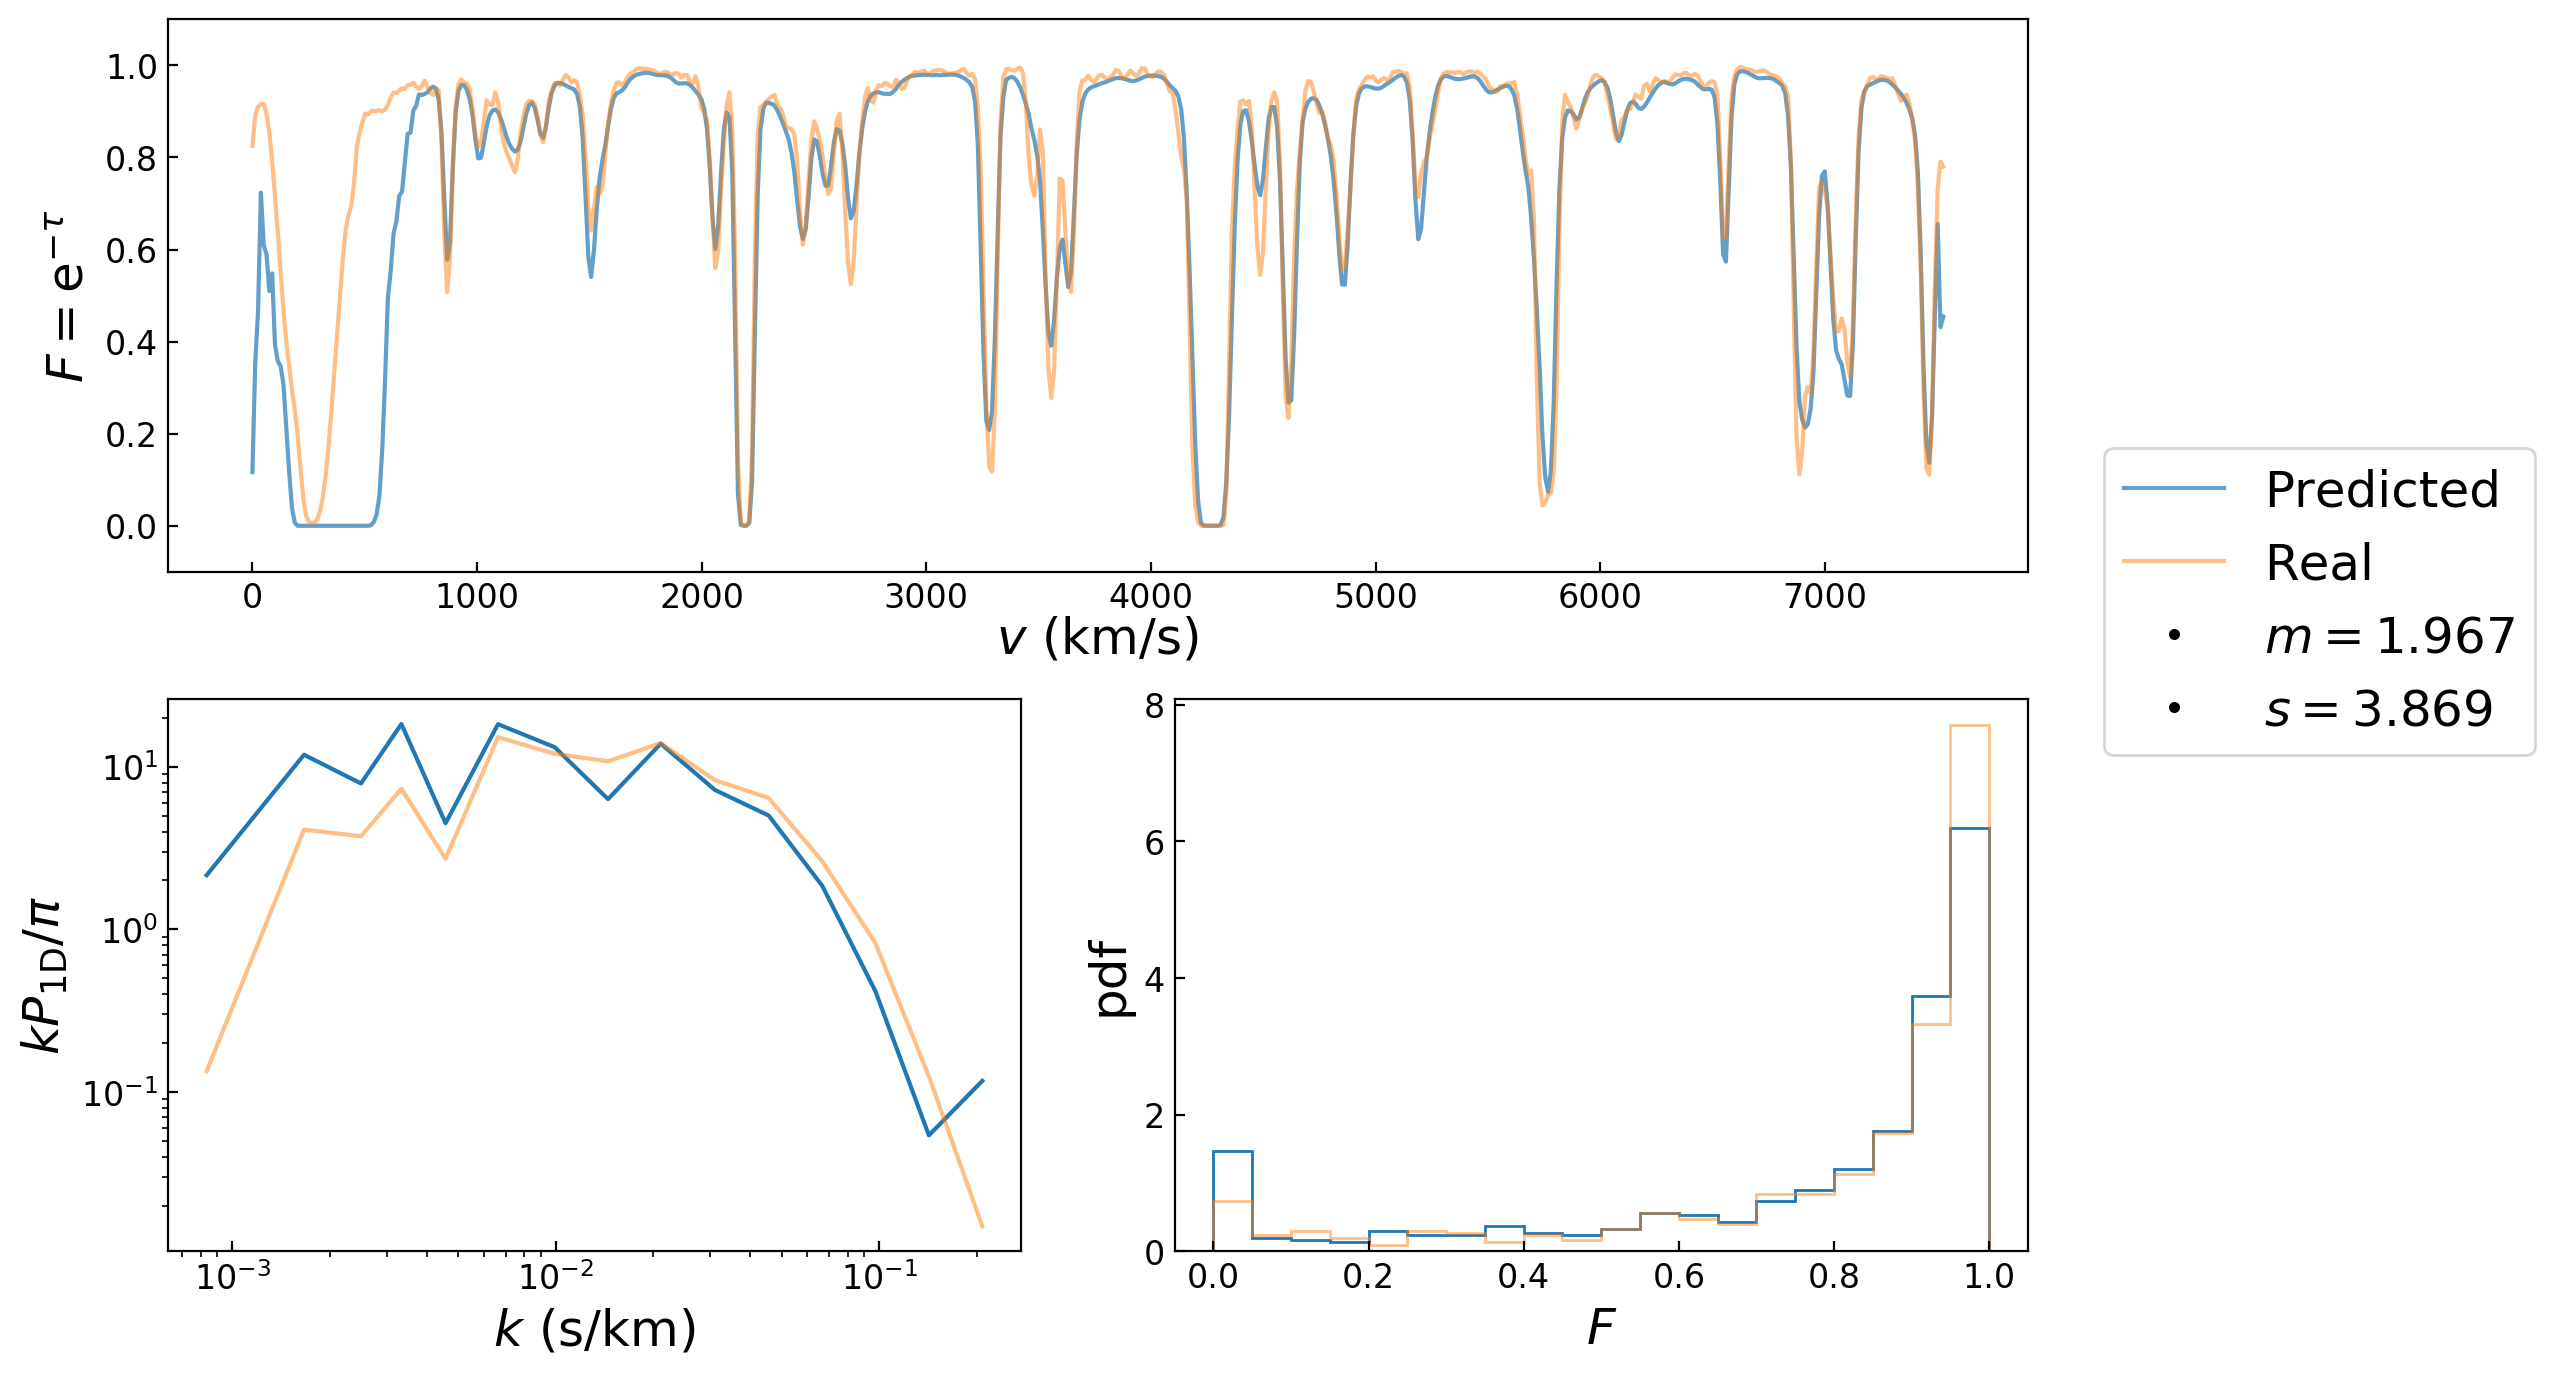 1.0
0.8
0.6
0.4
0.2
0.0
F = e^{−τ}
0 1000 2000 3000 4000 5000 6000 7000
v (km/s)
Predicted
Real
m = 1.967
s = 3.869
10^1
10^0
10^{−1}
kP_{1D}/π
10^{−3} 10^{−2} 10^{−1}
k (s/km)
8
6
4
2
0
pdf
0.0 0.2 0.4 0.6 0.8 1.0
F